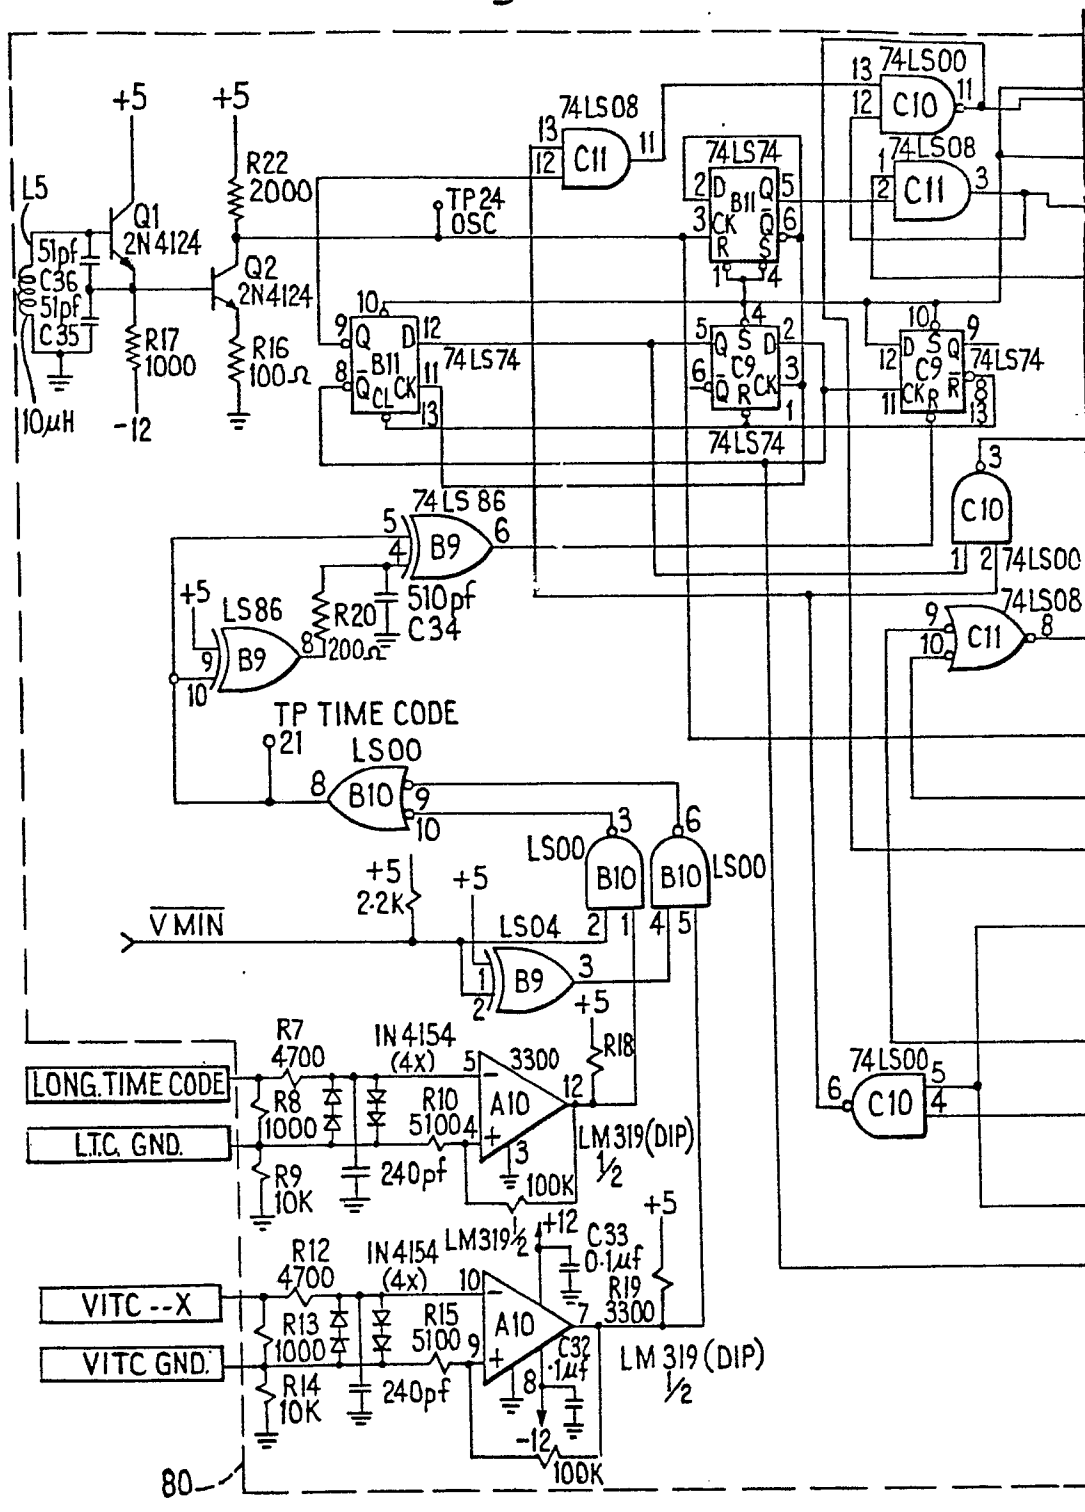 74LS00
13
12
C10
11
74LS08
13
12
C11
11
74LS08
1
2
C11
3
+5
+5
R22
2000
L5
Q1
2N4124
51pf
C36
51pf
C35
R17
1000
-12
10µH
Q2
2N4124
R16
100Ω
TP24
OSC
74LS74
2
D
Q
5
B11
3
CK
Q
6
R
S
1
4
10
9
Q
D
12
74LS74
8
Q
B11
CK
11
CL
13
4
5
Q
S
D
2
6
Q
C9
CK
3
R
1
74LS74
10
12
D
S
Q
9
74LS74
C9
R
8
11
CK
R
13
3
C10
1
2
74LS00
74LS86
5
4
B9
6
510pf
C34
+5
LS86
9
10
B9
8
R20
200Ω
74LS08
9
10
C11
8
TP TIME CODE
21
LS00
8
B10
9
10
3
6
LS00
B10
B10
LS00
2
1
4
5
+5
2.2K
+5
V MIN
LS04
1
2
B9
3
+5
R18
R7
4700
IN4154
(4X)
5
3300
LONG. TIME CODE
R8
1000
R10
5100
4
A10
12
3
LM319(DIP)
1/2
L.T.C. GND.
R9
10K
240pf
100K
74LS00
6
C10
5
4
+12
LM319 1/2
C33
0.1µf
+5
R12
4700
IN4154
(4X)
10
R19
3300
VITC --X
R13
1000
R15
5100
9
A10
7
C32
.1µf
8
LM319(DIP)
1/2
VITC GND.
R14
10K
240pf
-12
100K
80